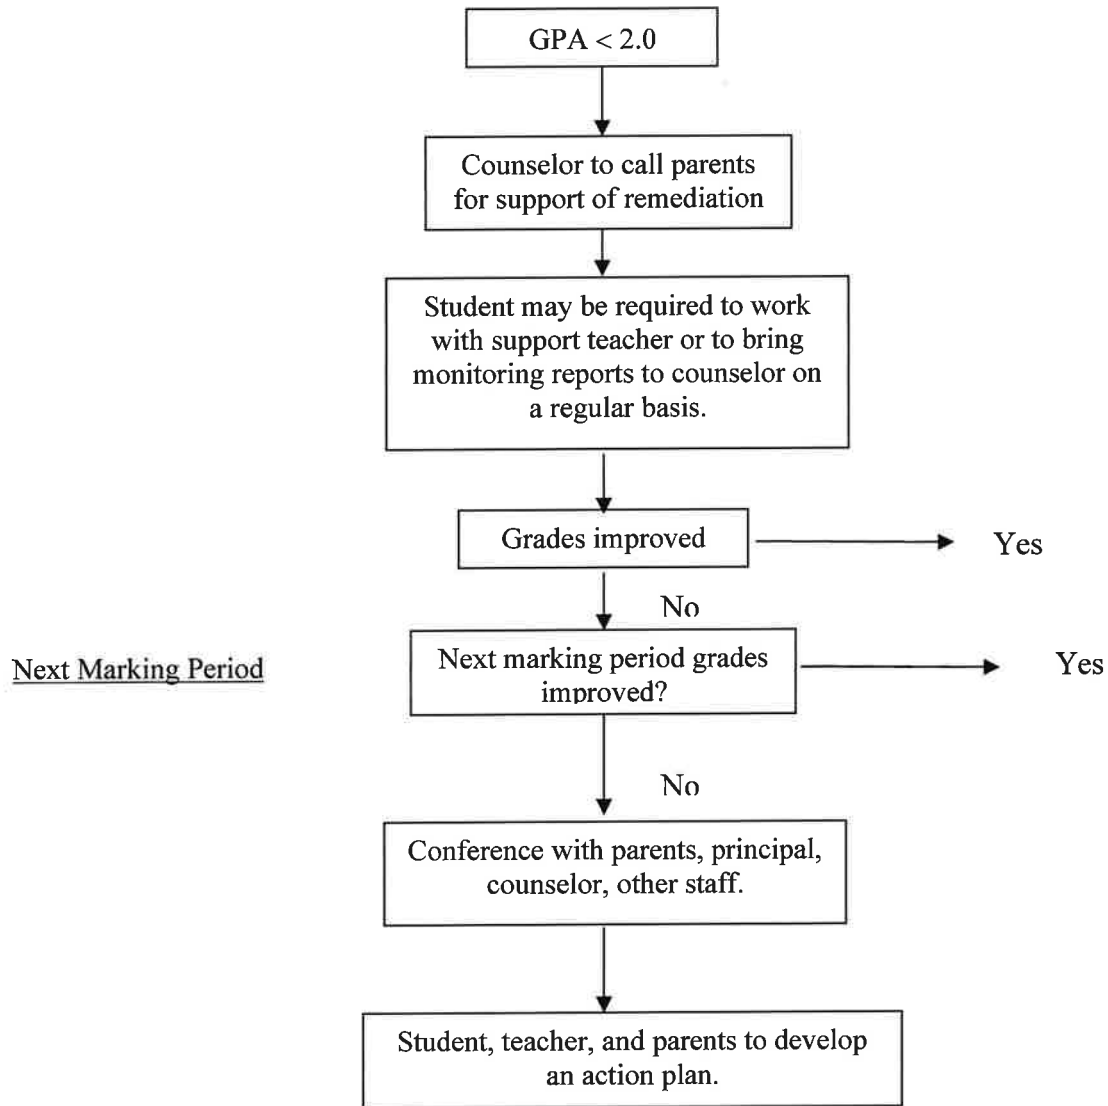 GPA < 2.0
Counselor to call parents
for support of remediation
Student may be required to work
with support teacher or to bring
monitoring reports to counselor on
a regular basis.
Grades improved
Yes
No
Next Marking Period
Next marking period grades
improved?
Yes
No
Conference with parents, principal,
counselor, other staff.
Student, teacher, and parents to develop
an action plan.